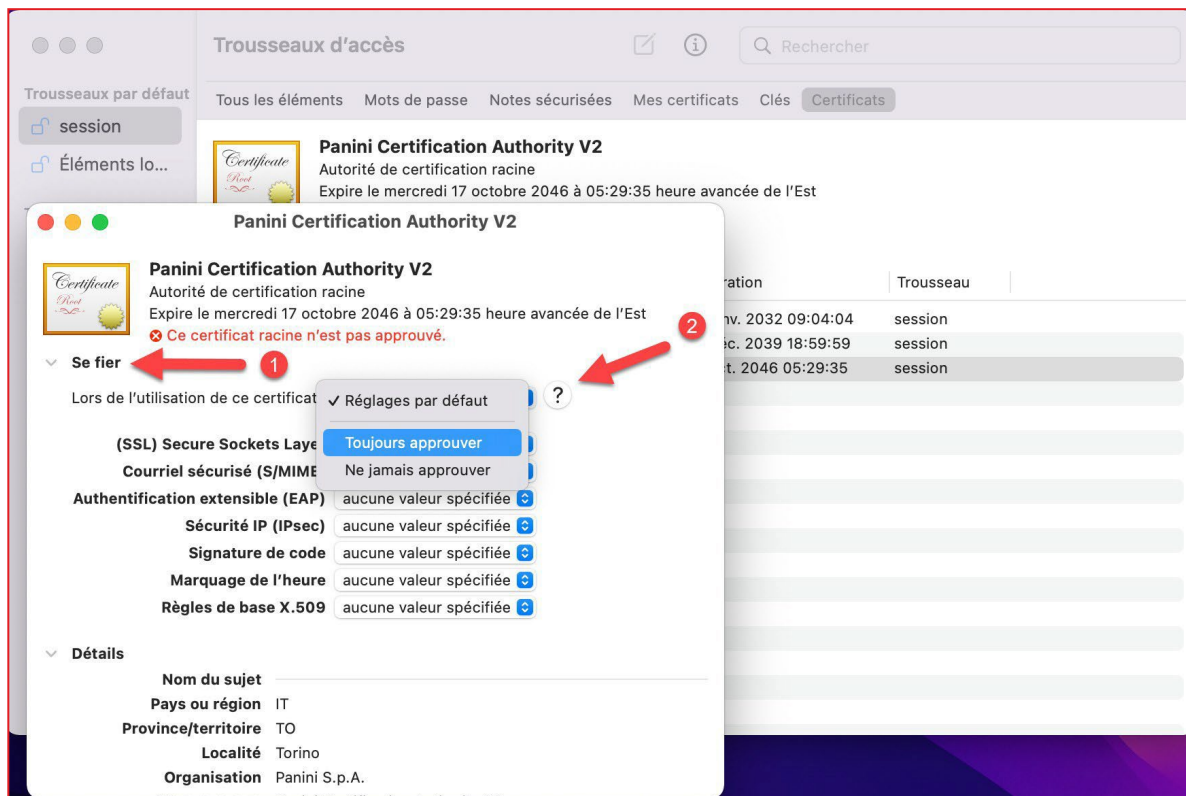 Trousseaux d'accès
Rechercher
Trousseaux par défaut
Tous les éléments Mots de passe Notes sécurisées Mes certificats Clés Certificats
session
Éléments lo...
Certificate
Root
Panini Certification Authority V2
Autorité de certification racine
Expire le mercredi 17 octobre 2046 à 05:29:35 heure avancée de l'Est
Panini Certification Authority V2
Certificate
Root
Panini Certification Authority V2
Autorité de certification racine
Expire le mercredi 17 octobre 2046 à 05:29:35 heure avancée de l'Est
Ce certificat racine n'est pas approuvé.
Trousseau
2032 09:04:04 session
2039 18:59:59 session
2046 05:29:35 session
2
Se fier
1
Lors de l'utilisation de ce certificat
✓ Réglages par défaut
?
Toujours approuver
Ne jamais approuver
(SSL) Secure Sockets Laye
Courriel sécurisé (S/MIME
Authentification extensible (EAP) aucune valeur spécifiée
Sécurité IP (IPsec) aucune valeur spécifiée
Signature de code aucune valeur spécifiée
Marquage de l'heure aucune valeur spécifiée
Règles de base X.509 aucune valeur spécifiée
Détails
Nom du sujet
Pays ou région IT
Province/territoire TO
Localité Torino
Organisation Panini S.p.A.